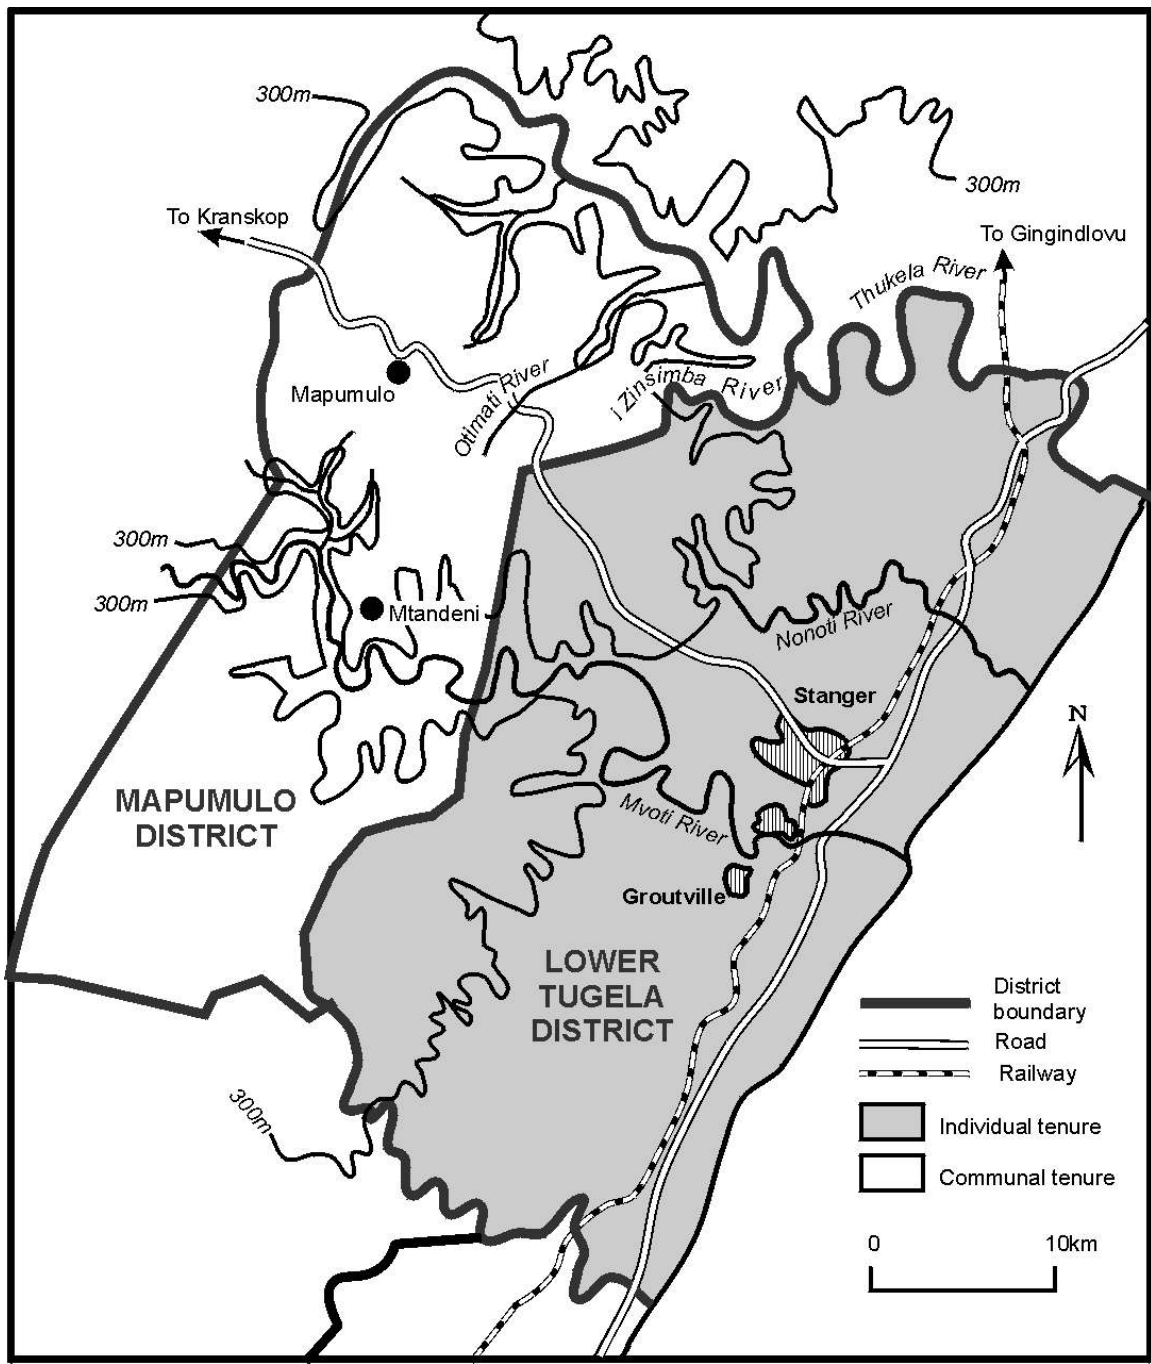 300m
300m
To Kranskop
To Gingindlovu
Thukela River
Mapumulo
Otimati River
i Zinsimba River
300m
300m
Mtandeni
Nonoti River
Stanger
N
MAPUMULO
DISTRICT
Mvoti River
Groutville
LOWER
TUGELA
DISTRICT
District
boundary
Road
Railway
300m
Individual tenure
Communal tenure
0
10km